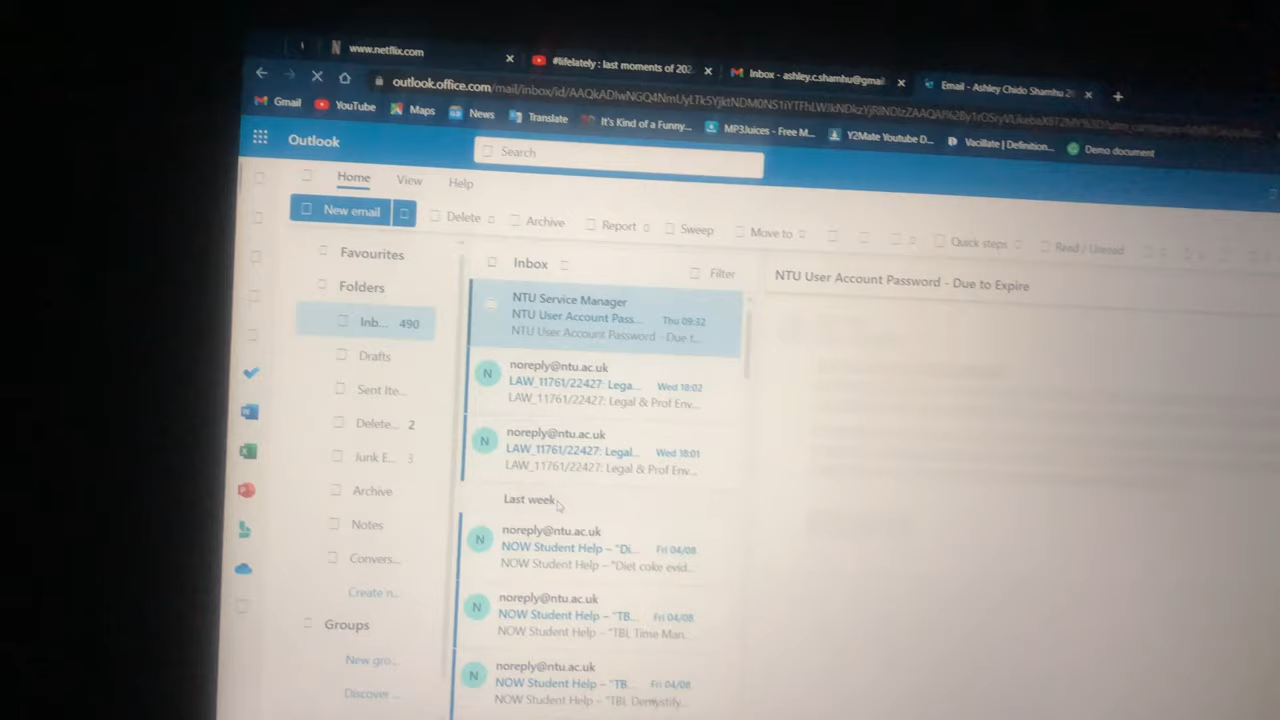 www.netflix.com
#lifelately : last moments of 202
Inbox - ashley.c.shamhu@gmail
Email - Ashley Chido Shamhu 2
outlook.office.com/mail/inbox/id/
Gmail
YouTube
Maps
News
Translate
It's Kind of a Funny...
MP3Juices - Free M...
Y2Mate Youtube D...
Vacillate | Definition...
Demo document
Outlook
Search
Home
View
Help
New email
Delete
Archive
Report
Sweep
Move to
Quick steps
Read / Unread
Favourites
Folders
Inb... 490
Drafts
Sent Ite...
Delete... 2
Junk E... 3
Archive
Notes
Convers...
Create n...
Groups
New gro...
Discover ...
Inbox
Filter
NTU Service Manager
NTU User Account Pass... Thu 09:32
NTU User Account Password - Due t...
N
noreply@ntu.ac.uk
LAW_11761/22427: Lega... Wed 18:02
LAW_11761/22427: Legal & Prof Env...
N
noreply@ntu.ac.uk
LAW_11761/22427: Legal... Wed 18:01
LAW_11761/22427: Legal & Prof Env...
Last week
N
noreply@ntu.ac.uk
NOW Student Help – "Di... Fri 04/08
NOW Student Help – "Diet coke evid...
N
noreply@ntu.ac.uk
NOW Student Help – "TB... Fri 04/08
NOW Student Help – "TBL Time Man...
N
noreply@ntu.ac.uk
NOW Student Help – "TB... Fri 04/08
NOW Student Help – "TBL Demystify...
NTU User Account Password - Due to Expire